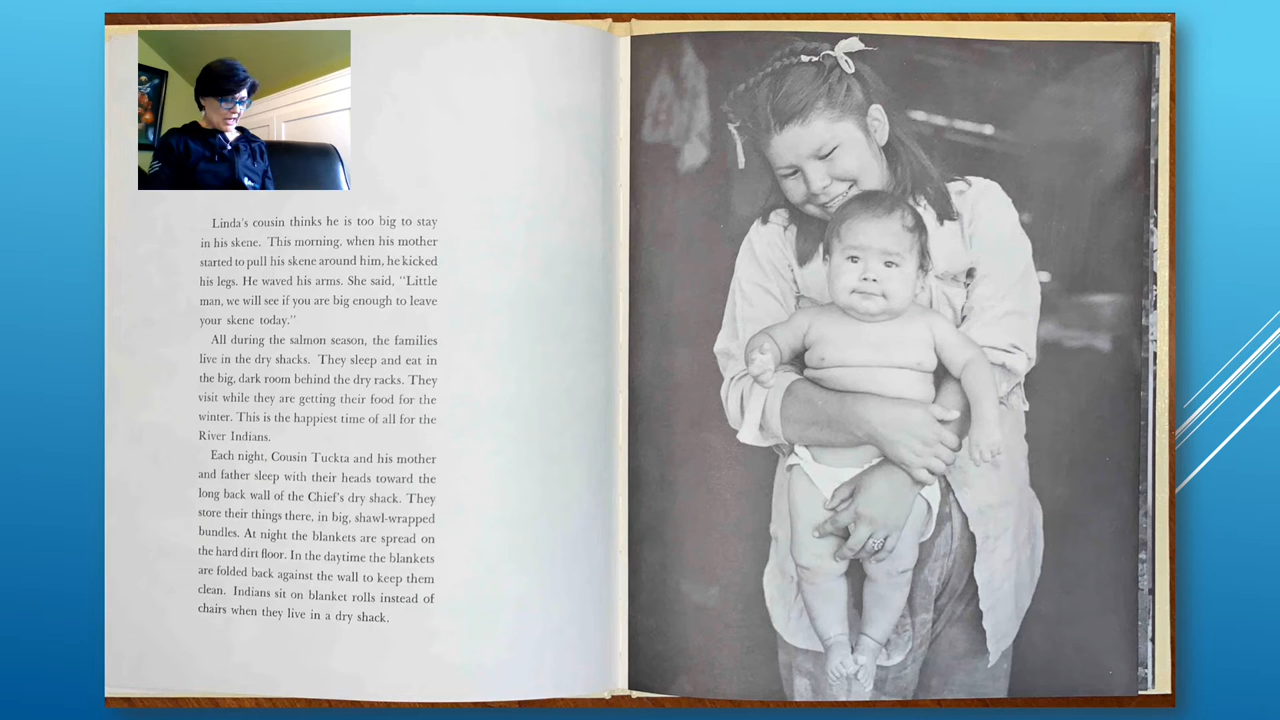 Linda's cousin thinks he is too big to stay
in his skene. This morning, when his mother
started to pull his skene around him, he kicked
his legs. He waved his arms. She said, "Little
man, we will see if you are big enough to leave
your skene today."
All during the salmon season, the families
live in the dry shacks. They sleep and eat in
the big, dark room behind the dry racks. They
visit while they are getting their food for the
winter. This is the happiest time of all for the
River Indians.
Each night, Cousin Tuckta and his mother
and father sleep with their heads toward the
long back wall of the Chief's dry shack. They
store their things there, in big, shawl-wrapped
bundles. At night the blankets are spread on
the hard dirt floor. In the daytime the blankets
are folded back against the wall to keep them
clean. Indians sit on blanket rolls instead of
chairs when they live in a dry shack.